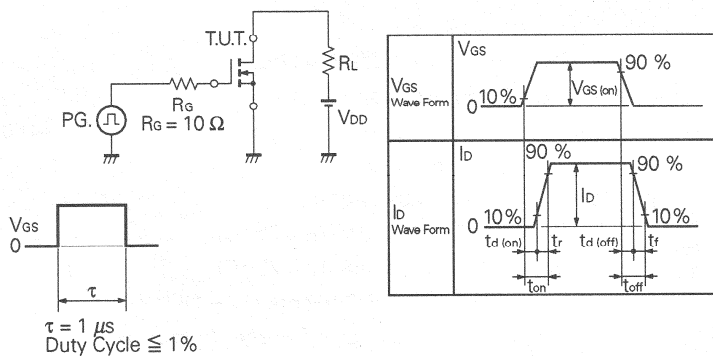 T.U.T.
RL
RG
PG.
RG = 10 Ω
VDD
VGS
0
τ
τ = 1 μs
Duty Cycle ≦ 1%
VGS
Wave Form
VGS
90 %
VGS (on)
0
10 %
ID
Wave Form
ID
90 %
90 %
ID
0
10 %
10 %
td (on)
tr
td (off)
tf
ton
toff